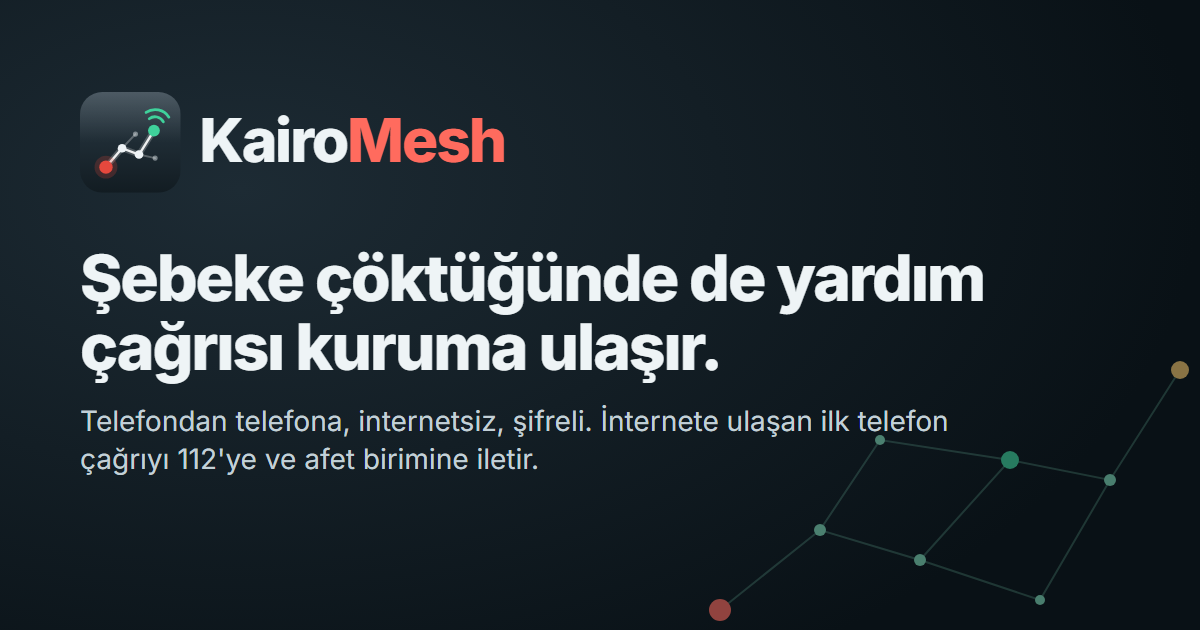 KairoMesh
Şebeke çöktüğünde de yardım
çağrısı kuruma ulaşır.
Telefondan telefona, internetsiz, şifreli. İnternete ulaşan ilk telefon
çağrıyı 112'ye ve afet birimine iletir.